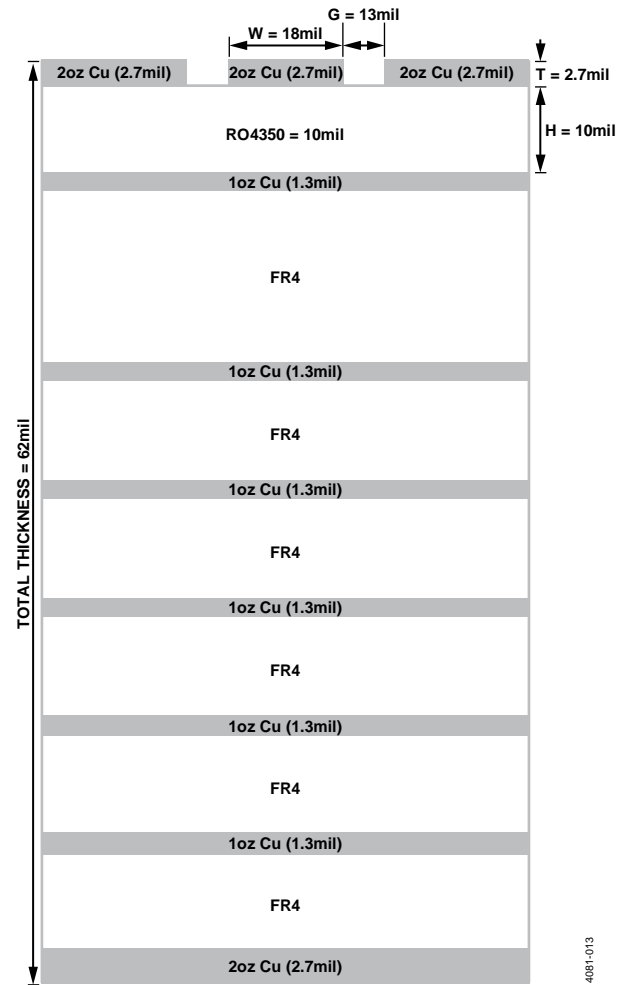 G = 13mil
W = 18mil
2oz Cu (2.7mil)
2oz Cu (2.7mil)
2oz Cu (2.7mil)
T = 2.7mil
RO4350 = 10mil
H = 10mil
1oz Cu (1.3mil)
FR4
1oz Cu (1.3mil)
FR4
1oz Cu (1.3mil)
FR4
1oz Cu (1.3mil)
FR4
1oz Cu (1.3mil)
FR4
1oz Cu (1.3mil)
FR4
2oz Cu (2.7mil)
TOTAL THICKNESS = 62mil
4081-013